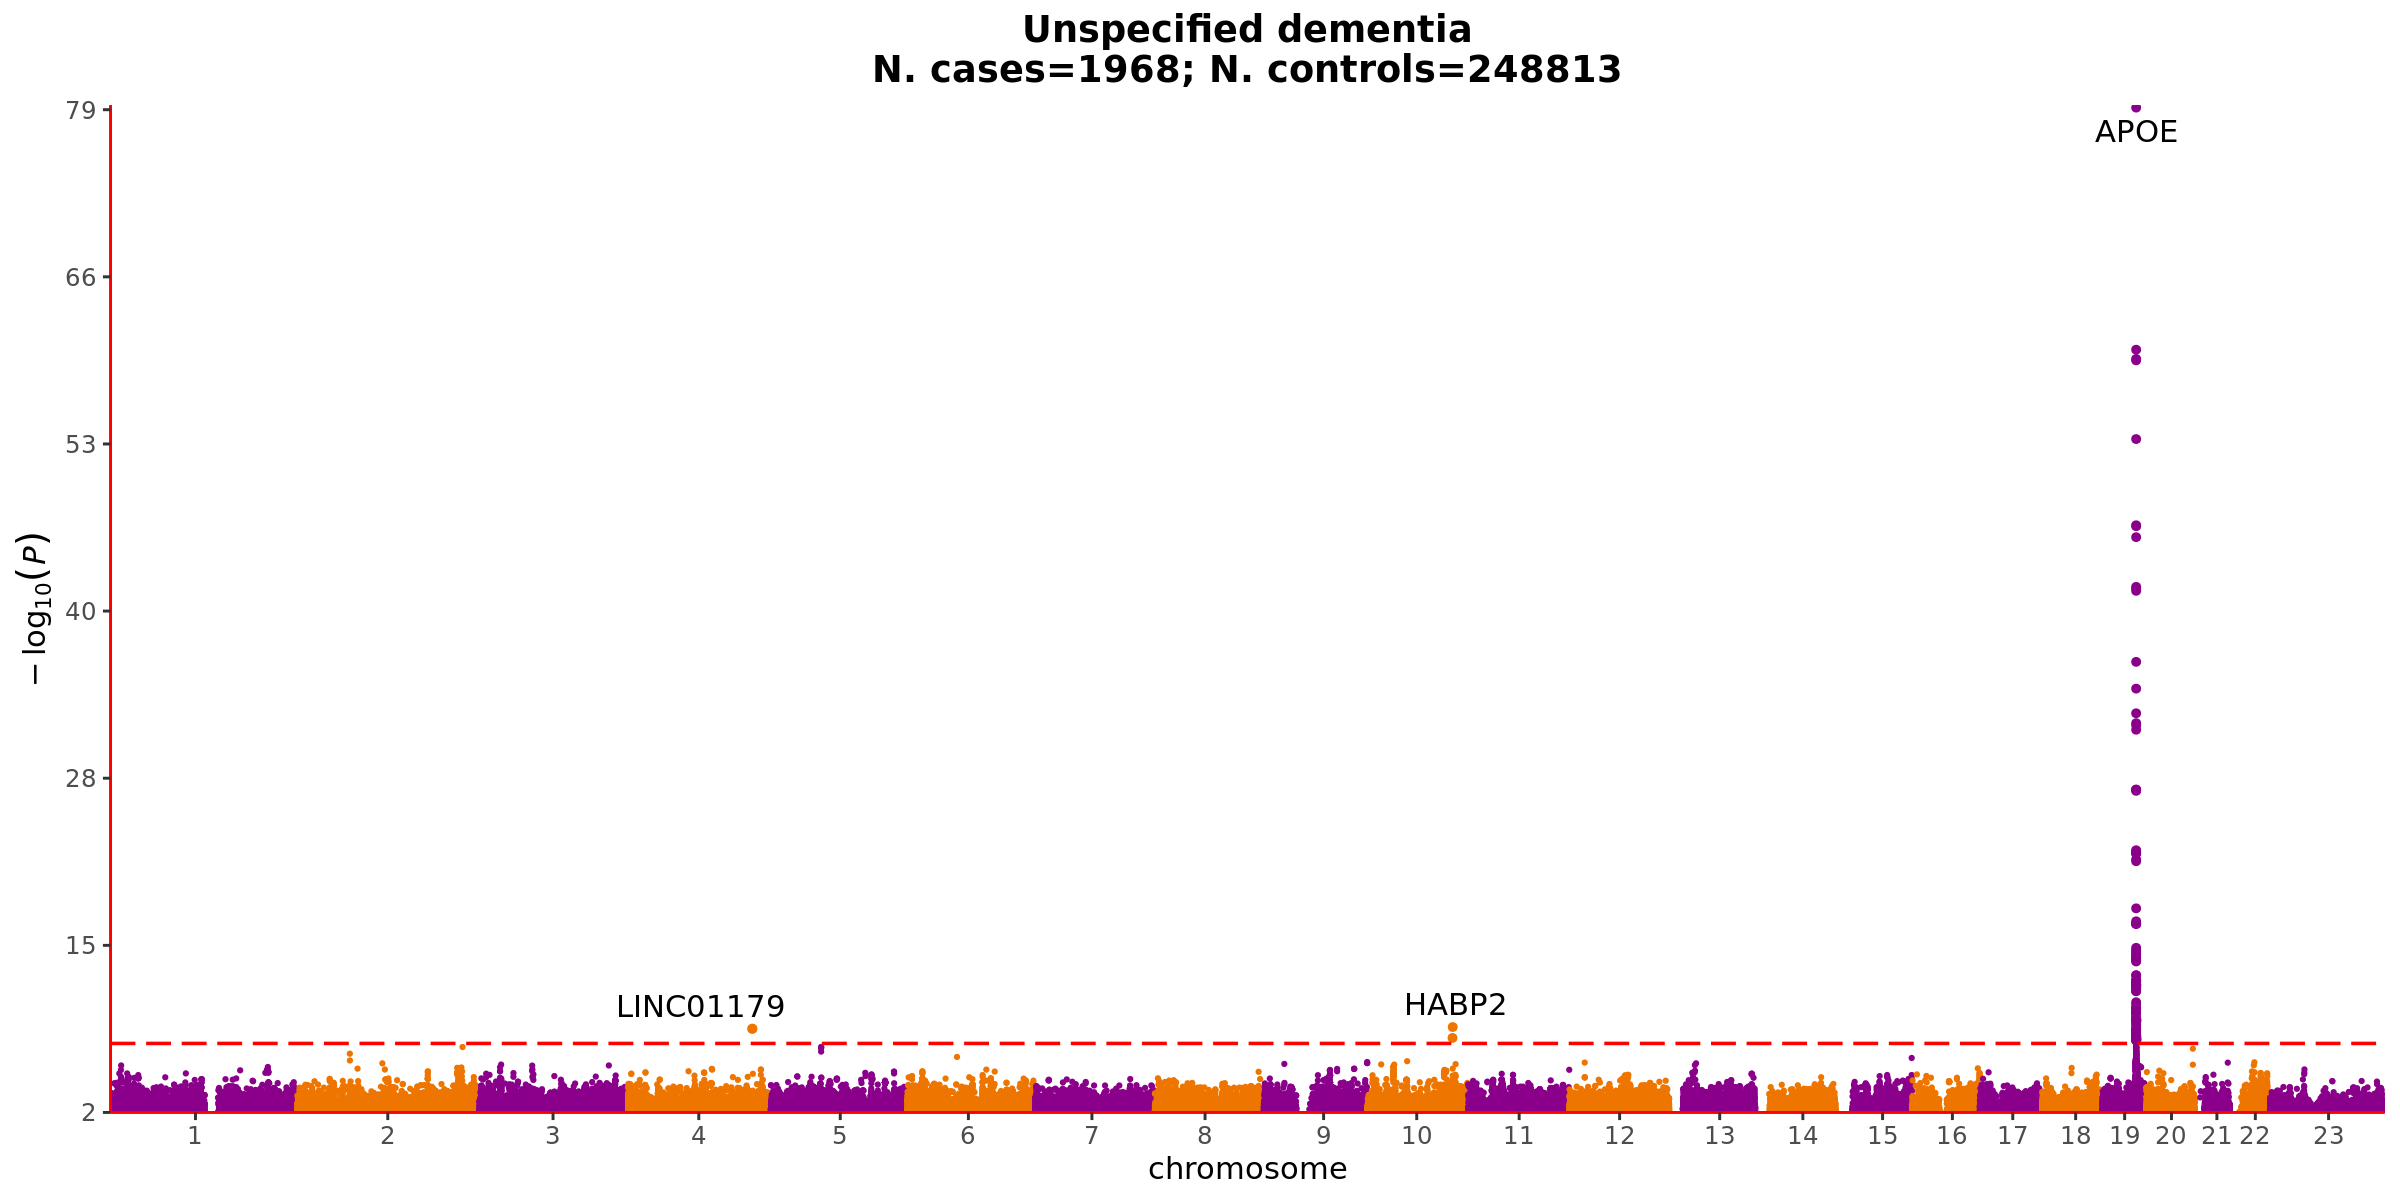 Unspecified dementia
N. cases=1968; N. controls=248813
79
APOE
66
53
− log10(P)
40
28
15
LINC01179
HABP2
2
1 2 3 4 5 6 7 8 9 10 11 12 13 14 15 16 17 18 19 20 21 22 23
chromosome